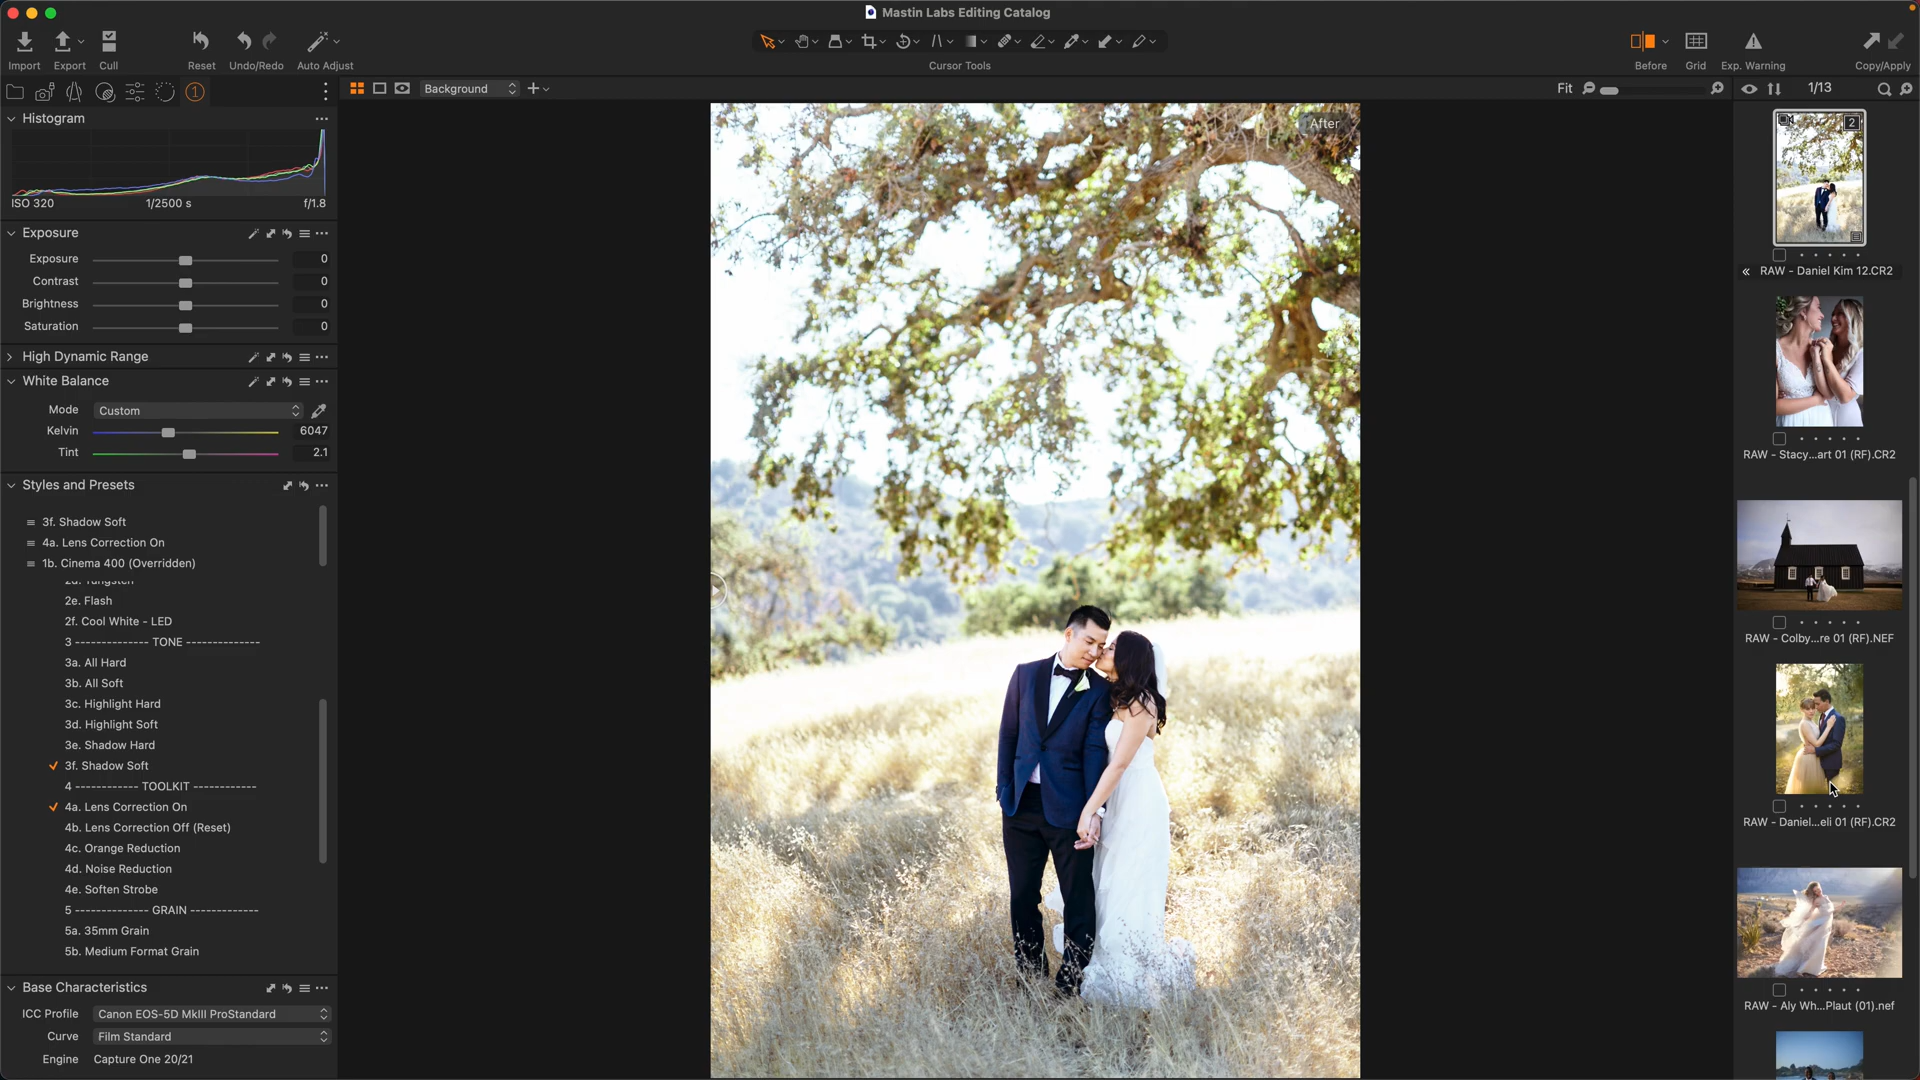 Mastin Labs Editing Catalog
Import Export Cull Reset Undo/Redo Auto Adjust Cursor Tools Before Grid Exp. Warning Copy/Apply
1
Background
Fit
1/13
Histogram
ISO 320 1/2500 s f/1.8
Exposure
Exposure 0
Contrast 0
Brightness 0
Saturation 0
High Dynamic Range
White Balance
Mode Custom
Kelvin 6047
Tint 2.1
Styles and Presets
3f. Shadow Soft
4a. Lens Correction On
1b. Cinema 400 (Overridden)
2d. Tungsten
2e. Flash
2f. Cool White - LED
3 -------------- TONE --------------
3a. All Hard
3b. All Soft
3c. Highlight Hard
3d. Highlight Soft
3e. Shadow Hard
3f. Shadow Soft
4 ------------ TOOLKIT ------------
4a. Lens Correction On
4b. Lens Correction Off (Reset)
4c. Orange Reduction
4d. Noise Reduction
4e. Soften Strobe
5 -------------- GRAIN -------------
5a. 35mm Grain
5b. Medium Format Grain
Base Characteristics
ICC Profile Canon EOS-5D MkIII ProStandard
Curve Film Standard
Engine Capture One 20/21
After
2
RAW - Daniel Kim 12.CR2
RAW - Stacy...art 01 (RF).CR2
RAW - Colby...re 01 (RF).NEF
RAW - Daniel...eli 01 (RF).CR2
RAW - Aly Wh...Plaut (01).nef